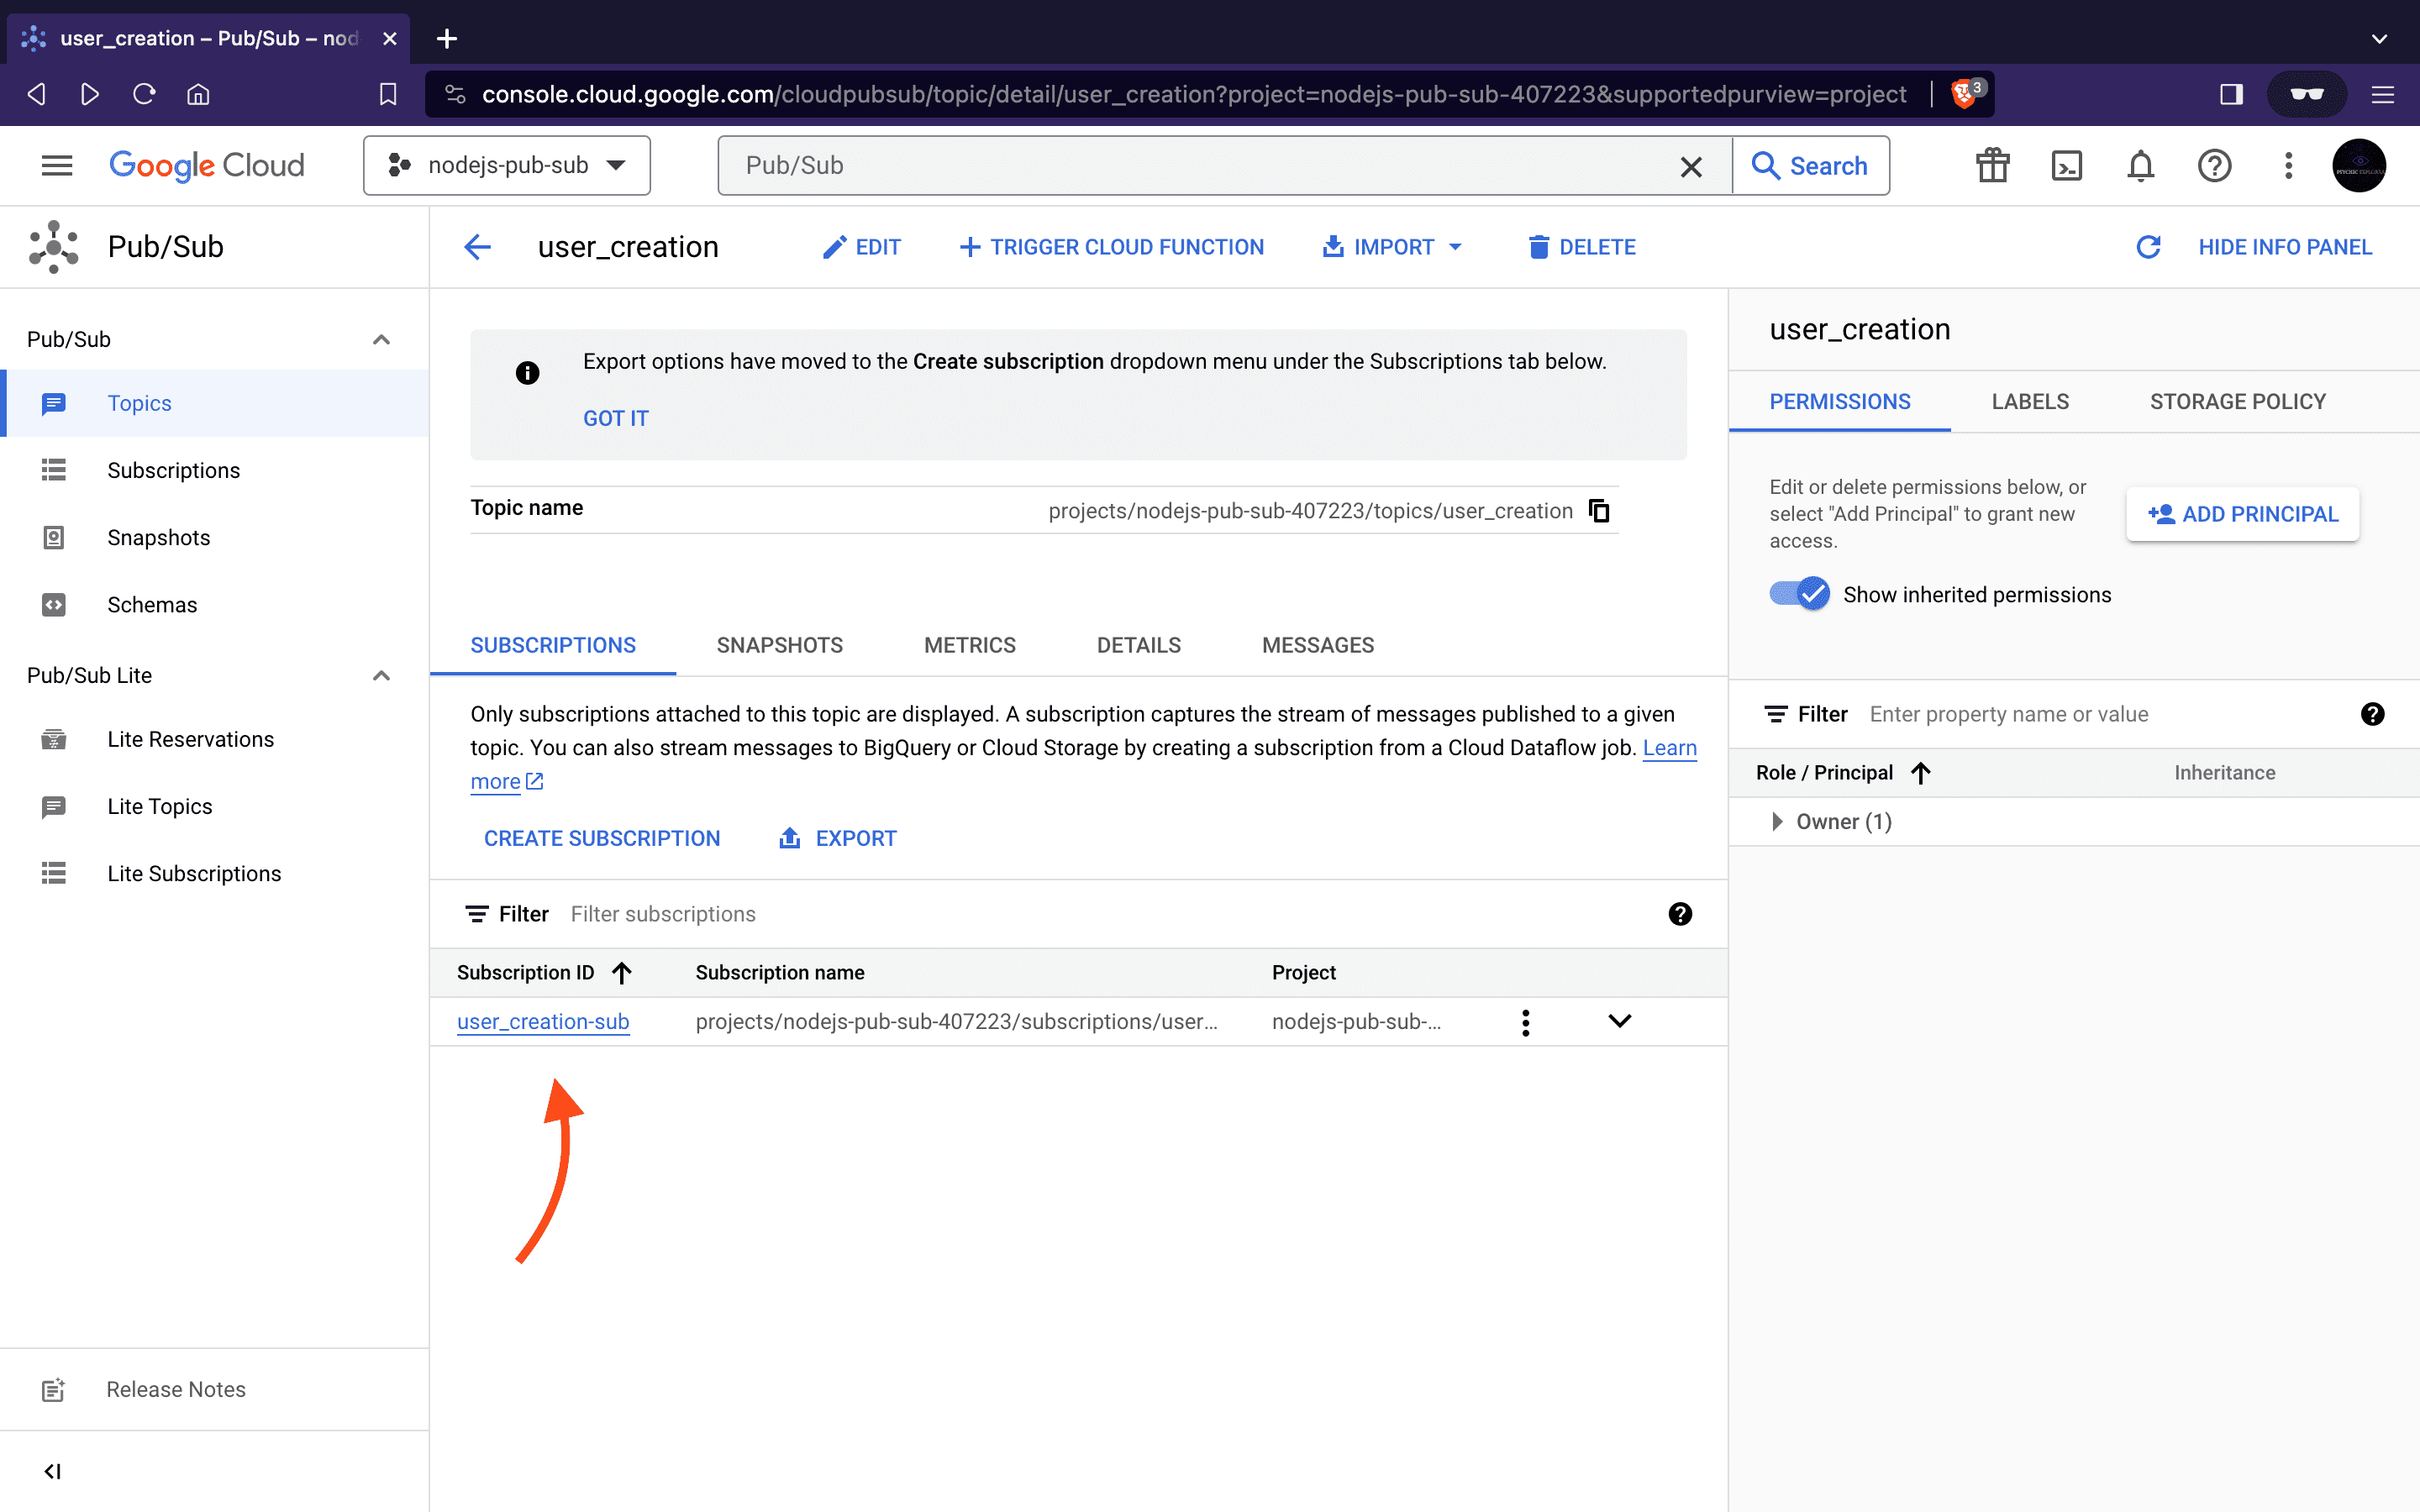 user_creation – Pub/Sub – nod
console.cloud.google.com/cloudpubsub/topic/detail/user_creation?project=nodejs-pub-sub-407223&supportedpurview=project
3
Google Cloud
nodejs-pub-sub
Pub/Sub
Search
Pub/Sub
user_creation
EDIT
TRIGGER CLOUD FUNCTION
IMPORT
DELETE
HIDE INFO PANEL
Pub/Sub
Topics
Subscriptions
Snapshots
Schemas
Pub/Sub Lite
Lite Reservations
Lite Topics
Lite Subscriptions
Release Notes
Export options have moved to the Create subscription dropdown menu under the Subscriptions tab below.
GOT IT
Topic name
projects/nodejs-pub-sub-407223/topics/user_creation
SUBSCRIPTIONS
SNAPSHOTS
METRICS
DETAILS
MESSAGES
Only subscriptions attached to this topic are displayed. A subscription captures the stream of messages published to a given
topic. You can also stream messages to BigQuery or Cloud Storage by creating a subscription from a Cloud Dataflow job. Learn
more
CREATE SUBSCRIPTION
EXPORT
Filter
Filter subscriptions
Subscription ID
Subscription name
Project
user_creation-sub
projects/nodejs-pub-sub-407223/subscriptions/user...
nodejs-pub-sub-...
user_creation
PERMISSIONS
LABELS
STORAGE POLICY
Edit or delete permissions below, or
select "Add Principal" to grant new
access.
ADD PRINCIPAL
Show inherited permissions
Filter
Enter property name or value
Role / Principal
Inheritance
Owner (1)